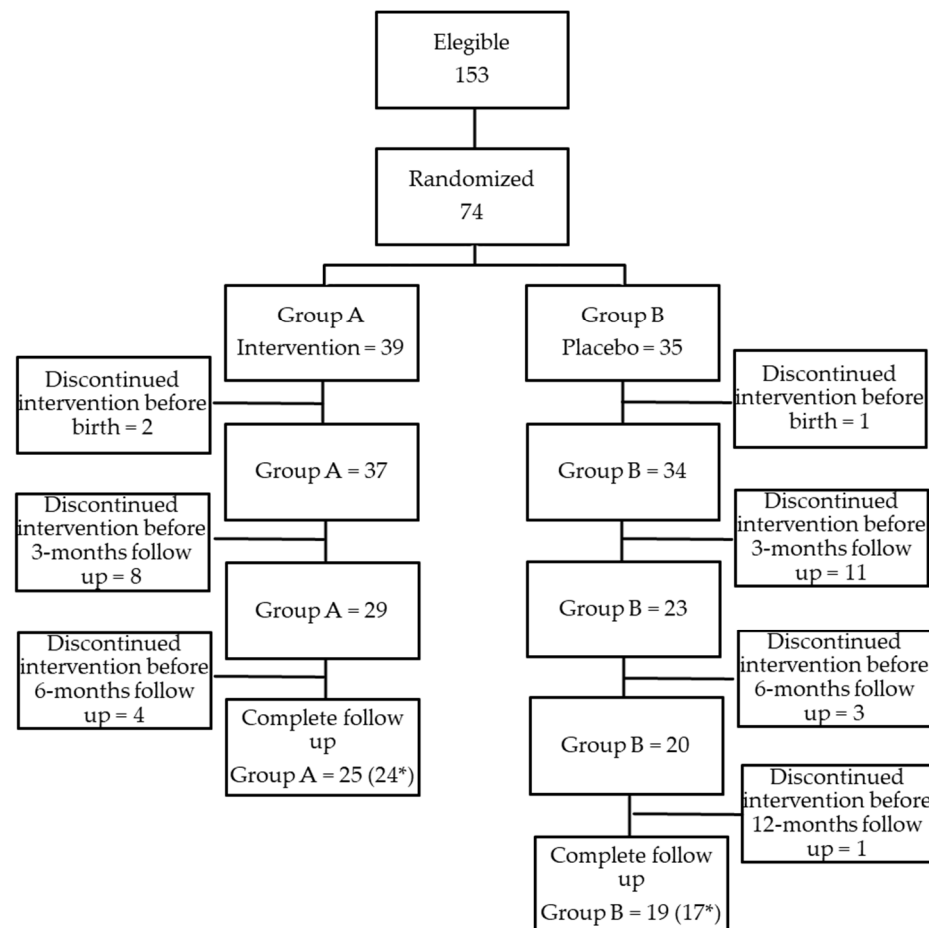 Elegible
153
Randomized
74
Group A
Intervention = 39
Group B
Placebo = 35
Discontinued
intervention before
birth = 2
Discontinued
intervention before
birth = 1
Group A = 37
Group B = 34
Discontinued
intervention before
3-months follow
up = 8
Discontinued
intervention before
3-months follow
up = 11
Group A = 29
Group B = 23
Discontinued
intervention before
6-months follow
up = 4
Discontinued
intervention before
6-months follow
up = 3
Complete follow
up
Group A = 25 (24*)
Group B = 20
Discontinued
intervention before
12-months follow
up = 1
Complete follow
up
Group B = 19 (17*)